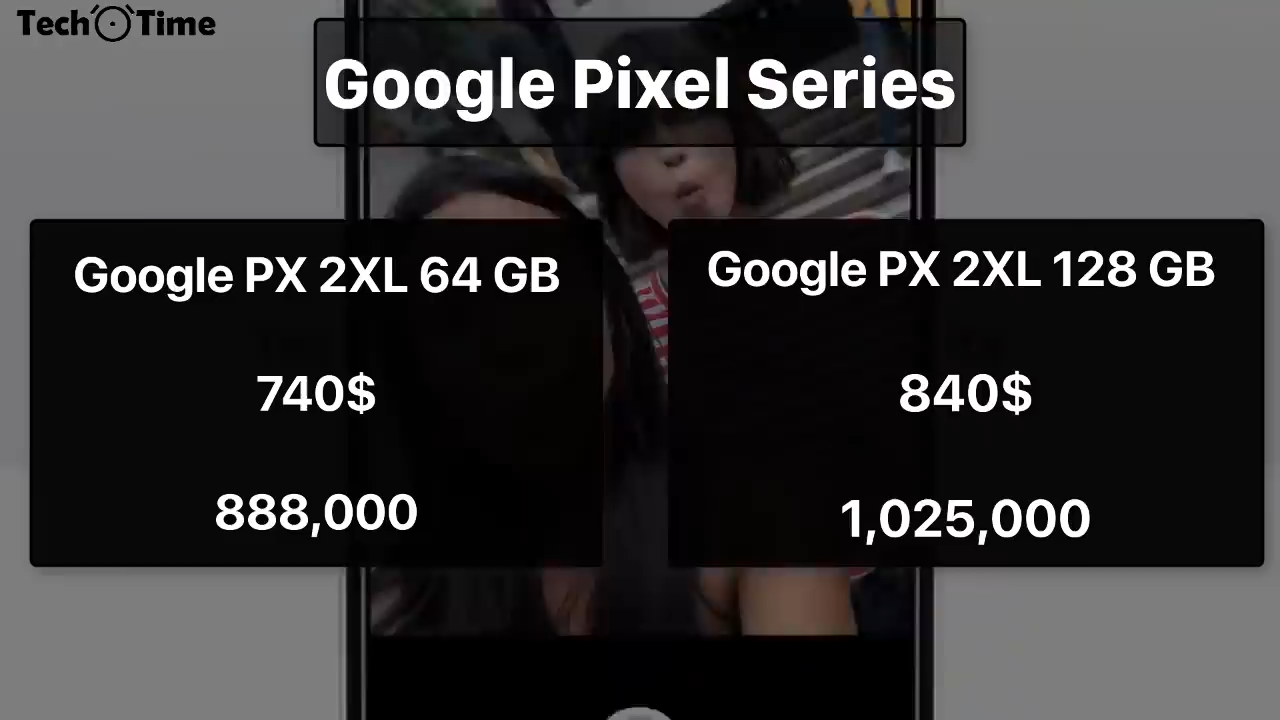 Tech Time
Google Pixel Series
Google PX 2XL 64 GB
740$
888,000
Google PX 2XL 128 GB
840$
1,025,000